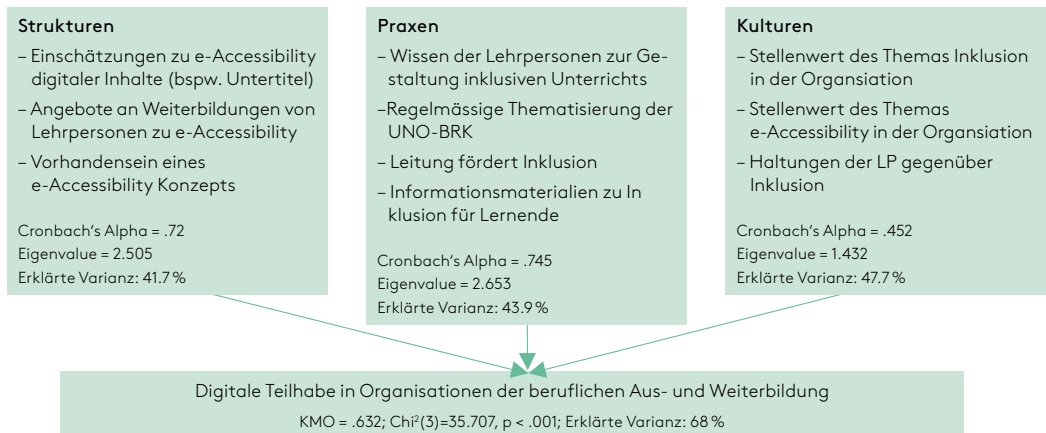 Strukturen
– Einschätzungen zu e-Accessibility
digitaler Inhalte (bspw. Untertitel)
– Angebote an Weiterbildungen von
Lehrpersonen zu e-Accessibility
– Vorhandensein eines
e-Accessibility Konzepts
Cronbach's Alpha = .72
Eigenvalue = 2.505
Erklärte Varianz: 41.7 %
Praxen
– Wissen der Lehrpersonen zur Ge-
staltung inklusiven Unterrichts
–Regelmässige Thematisierung der
UNO-BRK
– Leitung fördert Inklusion
– Informationsmaterialien zu In
klusion für Lernende
Cronbach's Alpha = .745
Eigenvalue = 2.653
Erklärte Varianz: 43.9 %
Kulturen
– Stellenwert des Themas Inklusion
in der Organsiation
– Stellenwert des Themas
e-Accessibility in der Organsiation
– Haltungen der LP gegenüber
Inklusion
Cronbach's Alpha = .452
Eigenvalue = 1.432
Erklärte Varianz: 47.7 %
Digitale Teilhabe in Organisationen der beruflichen Aus- und Weiterbildung
KMO = .632; Chi²(3)=35.707, p < .001; Erklärte Varianz: 68 %